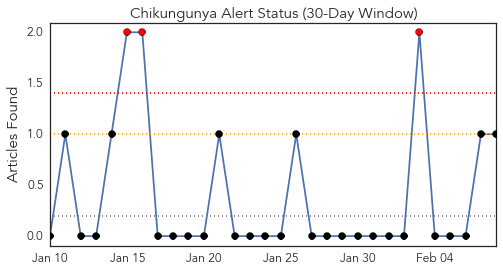 Chikungunya Alert Status (30-Day Window)
Articles Found
2.0
1.5
1.0
0.5
0.0
Jan 10
Jan 15
Jan 20
Jan 25
Jan 30
Feb 04